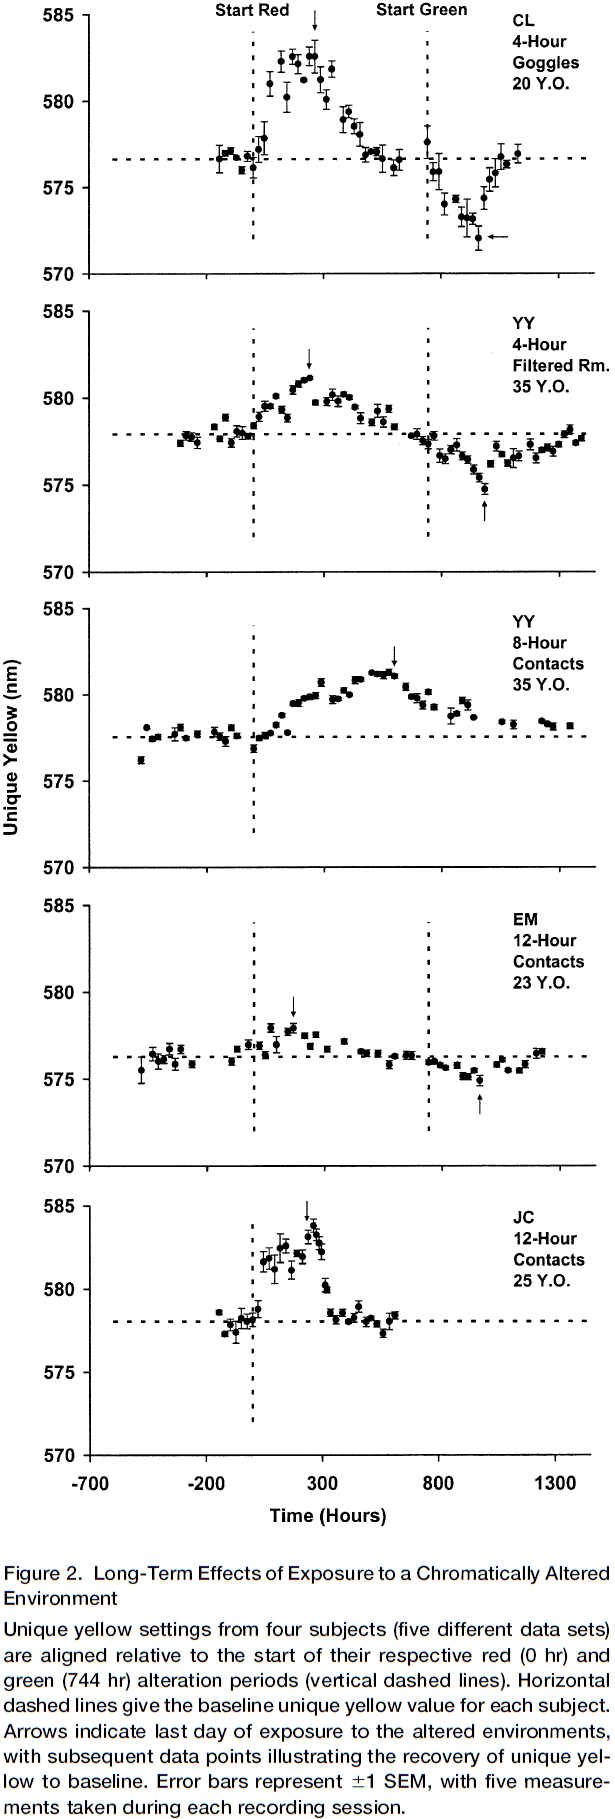 Start Red
Start Green
585
580
575
570
CL
4-Hour
Goggles
20 Y.O.
585
580
575
570
YY
4-Hour
Filtered Rm.
35 Y.O.
Unique Yellow (nm)
585
580
575
570
YY
8-Hour
Contacts
35 Y.O.
585
580
575
570
EM
12-Hour
Contacts
23 Y.O.
585
580
575
570
JC
12-Hour
Contacts
25 Y.O.
-700 -200 300 800 1300
Time (Hours)
Figure 2. Long-Term Effects of Exposure to a Chromatically Altered
Environment
Unique yellow settings from four subjects (five different data sets)
are aligned relative to the start of their respective red (0 hr) and
green (744 hr) alteration periods (vertical dashed lines). Horizontal
dashed lines give the baseline unique yellow value for each subject.
Arrows indicate last day of exposure to the altered environments,
with subsequent data points illustrating the recovery of unique yel-
low to baseline. Error bars represent ±1 SEM, with five measure-
ments taken during each recording session.